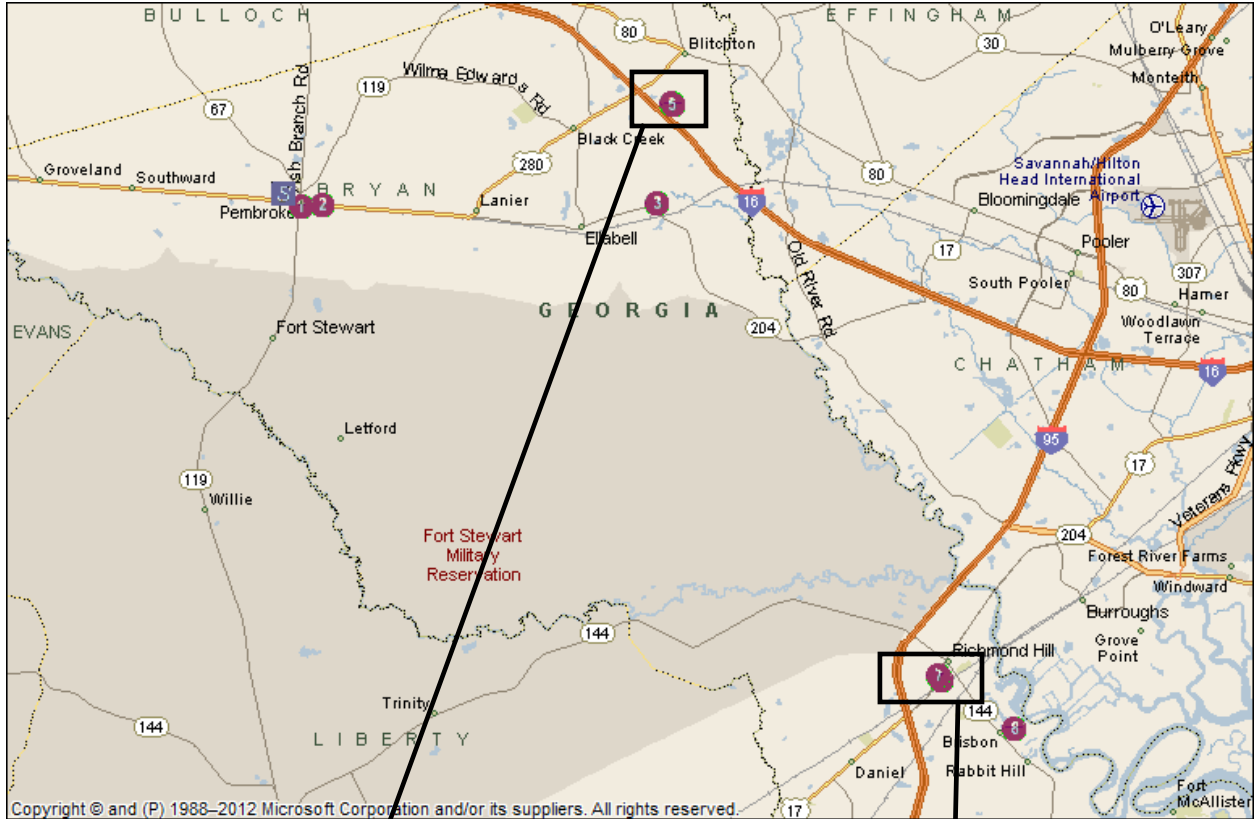 BULLOCH
EFFINGHAM
O'Leary
Mulberry Grove
80
Blitchton
30
Monteith
Wilma Edwards Rd
119
67
5
Black Creek
280
80
Savannah/Hilton
Head International
Airport
Groveland
Southward
BRYAN
S
Pembroke
1
2
Lanier
3
16
Bloomingdale
Ellabell
Old River Rd
17
Pooler
South Pooler
307
80
Hamer
Woodlawn
Terrace
GEORGIA
204
EVANS
Fort Stewart
CHATHAM
16
Letford
95
17
Veterans Pkwy
119
Willie
Fort Stewart
Military
Reservation
204
Forest River Farms
Windward
Burroughs
Grove
Point
144
Richmond Hill
7
144
8
Brisbon
Rabbit Hill
Trinity
144
LIBERTY
Daniel
17
Fort
McAllister
Copyright © and (P) 1988–2012 Microsoft Corporation and/or its suppliers. All rights reserved.